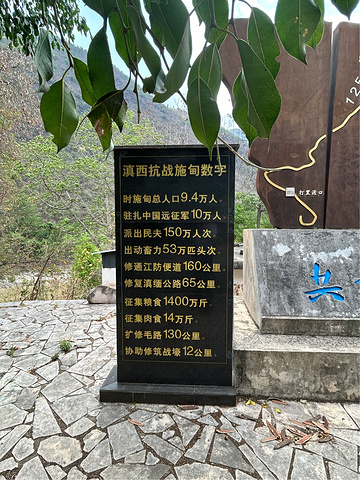 滇西抗战施甸数字
时施甸总人口9.4万人。
驻扎中国远征军10万人。
派出民夫150万人次。
出动畜力53万匹头次。
修通江防便道160公里。
修复滇缅公路65公里。
征集粮食1400万斤。
征集肉食14万斤。
扩修毛路130公里。
协助修筑战壕12公里。
打黑渡口
共